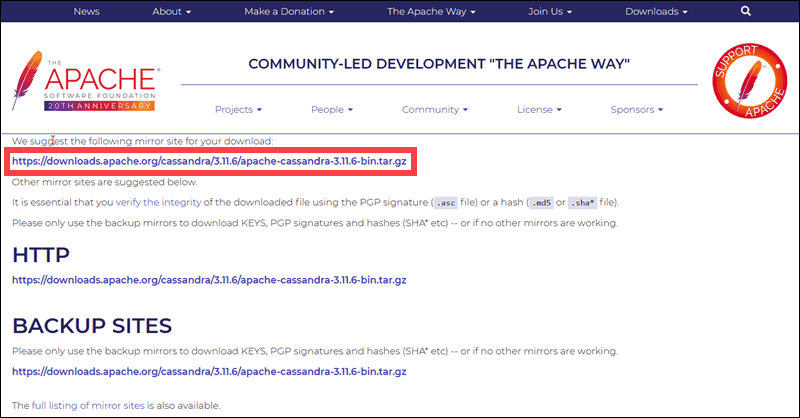 News About Make a Donation The Apache Way Join Us Downloads
THE
APACHE®
SOFTWARE FOUNDATION
20TH ANNIVERSARY
COMMUNITY-LED DEVELOPMENT "THE APACHE WAY"
Projects People Community License Sponsors
SUPPORT
APACHE
We suggest the following mirror site for your download:
https://downloads.apache.org/cassandra/3.11.6/apache-cassandra-3.11.6-bin.tar.gz
Other mirror sites are suggested below.
It is essential that you verify the integrity of the downloaded file using the PGP signature (.asc file) or a hash (.md5 or .sha* file).
Please only use the backup mirrors to download KEYS, PGP signatures and hashes (SHA* etc) -- or if no other mirrors are working.
HTTP
https://downloads.apache.org/cassandra/3.11.6/apache-cassandra-3.11.6-bin.tar.gz
BACKUP SITES
Please only use the backup mirrors to download KEYS, PGP signatures and hashes (SHA* etc) -- or if no other mirrors are working.
https://downloads.apache.org/cassandra/3.11.6/apache-cassandra-3.11.6-bin.tar.gz
The full listing of mirror sites is also available.